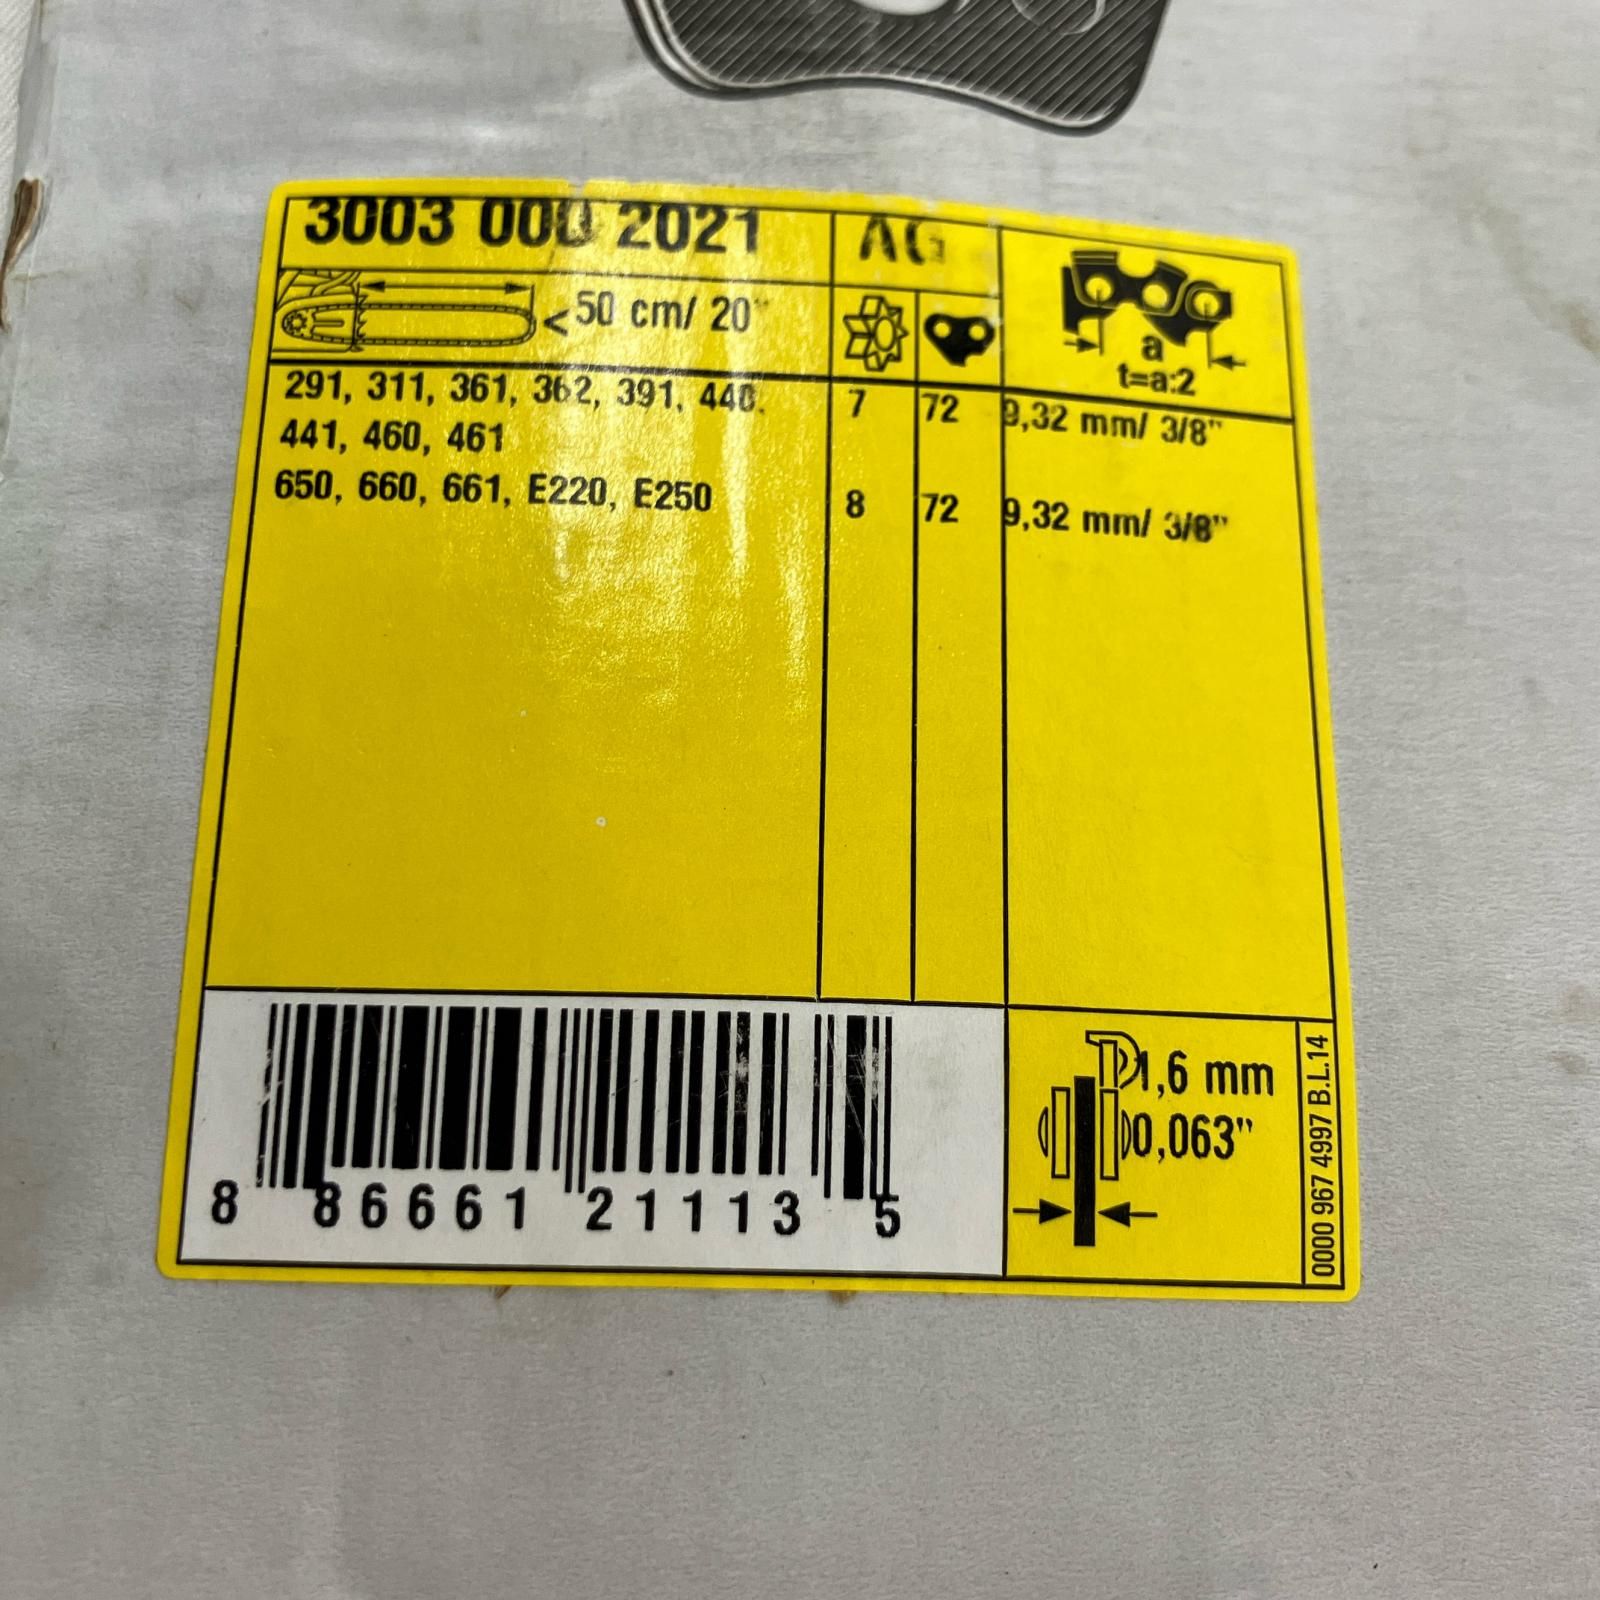 3003 000 2021 AG
<50 cm/ 20"
a
t=a:2
291, 311, 361, 362, 391, 440, 7 72 9,32 mm/ 3/8"
441, 460, 461
650, 660, 661, E220, E250 8 72 9,32 mm/ 3/8"
8 86661 21113 5
1,6 mm
0,063"
0000 967 4997 B.L.14